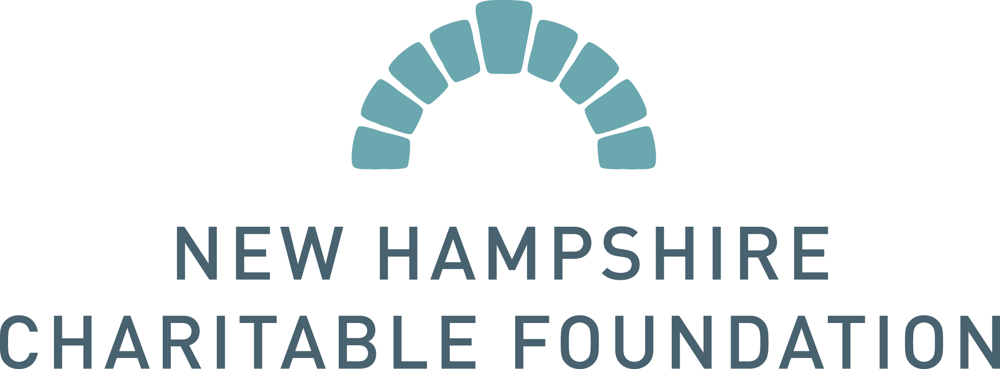 NEW HAMPSHIRE
CHARITABLE FOUNDATION